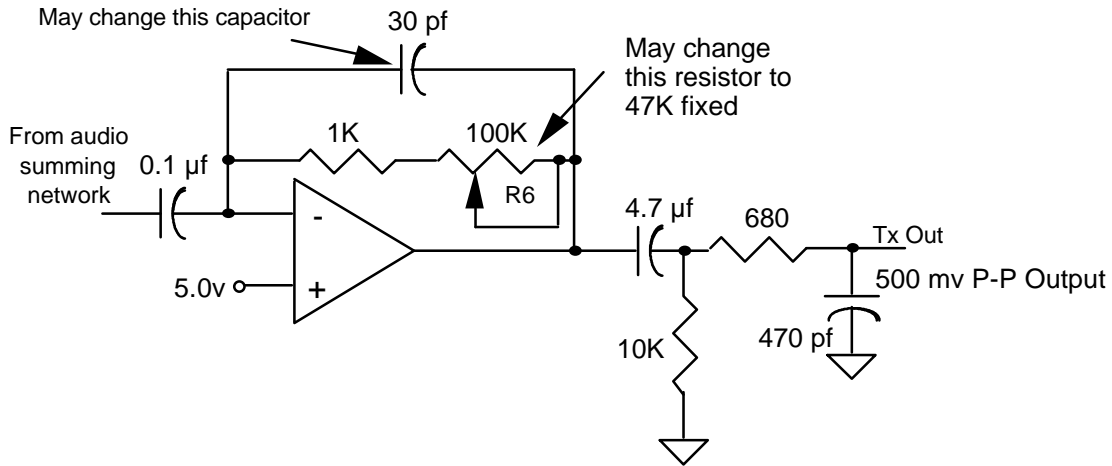 May change this capacitor
30 pf
May change
this resistor to
47K fixed
From audio
summing
network
0.1 µf
1K
100K
R6
-
+
5.0v
4.7 µf
680
Tx Out
500 mv P-P Output
10K
470 pf